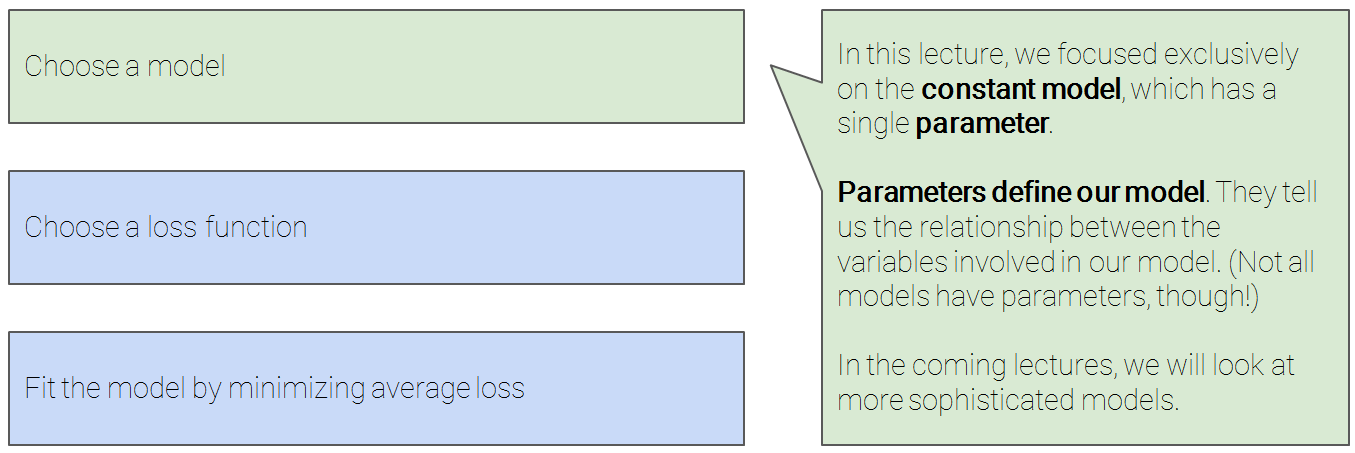 Choose a model
Choose a loss function
Fit the model by minimizing average loss
In this lecture, we focused exclusively
on the constant model, which has a
single parameter.
Parameters define our model. They tell
us the relationship between the
variables involved in our model. (Not all
models have parameters, though!)
In the coming lectures, we will look at
more sophisticated models.